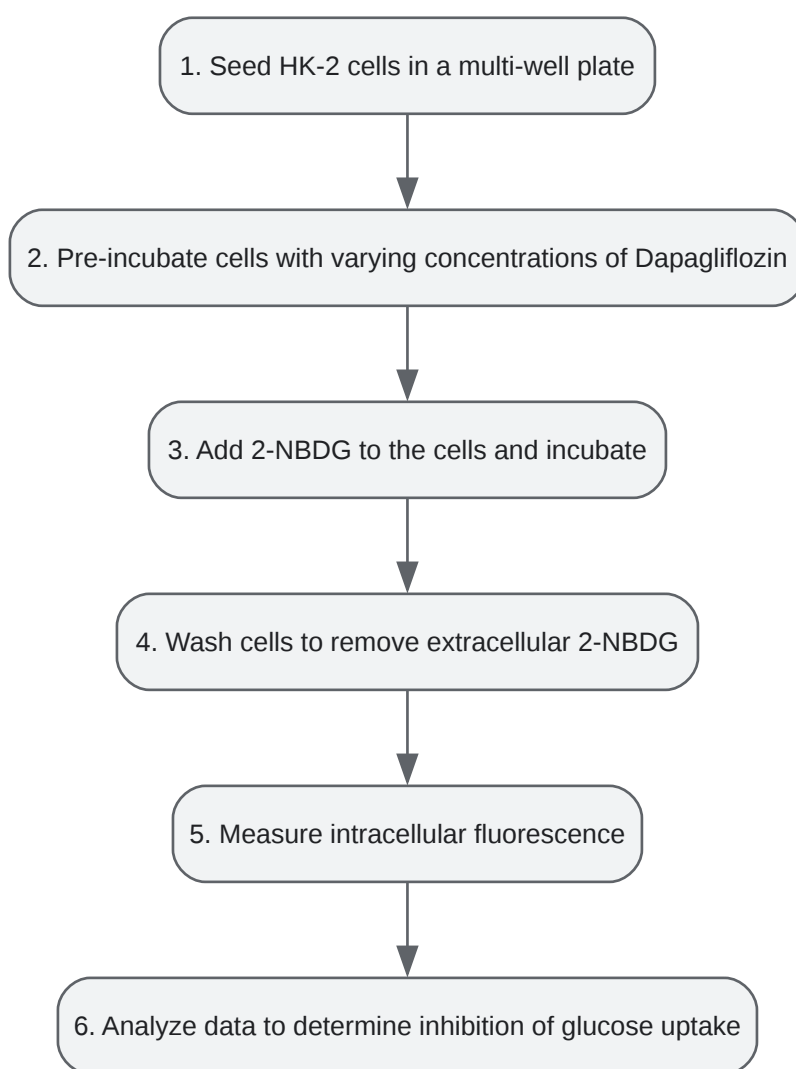 1. Seed HK-2 cells in a multi-well plate
2. Pre-incubate cells with varying concentrations of Dapagliflozin
3. Add 2-NBDG to the cells and incubate
4. Wash cells to remove extracellular 2-NBDG
5. Measure intracellular fluorescence
6. Analyze data to determine inhibition of glucose uptake